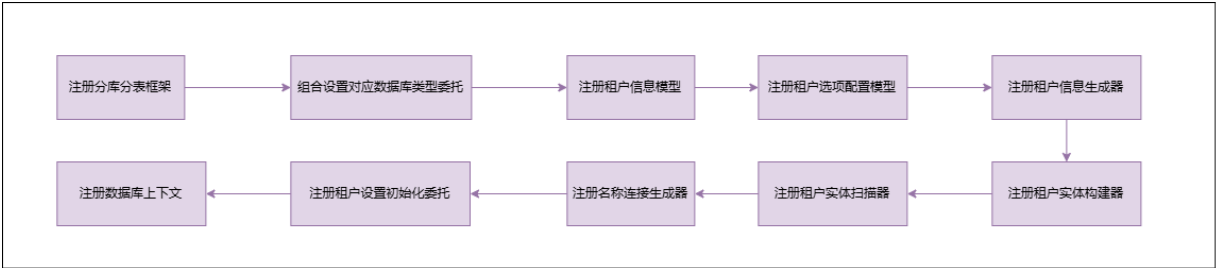 注册分库分表框架
组合设置对应数据库类型委托
注册租户信息模型
注册租户选项配置模型
注册租户信息生成器
注册租户实体构建器
注册租户实体扫描器
注册名称连接生成器
注册租户设置初始化委托
注册数据库上下文